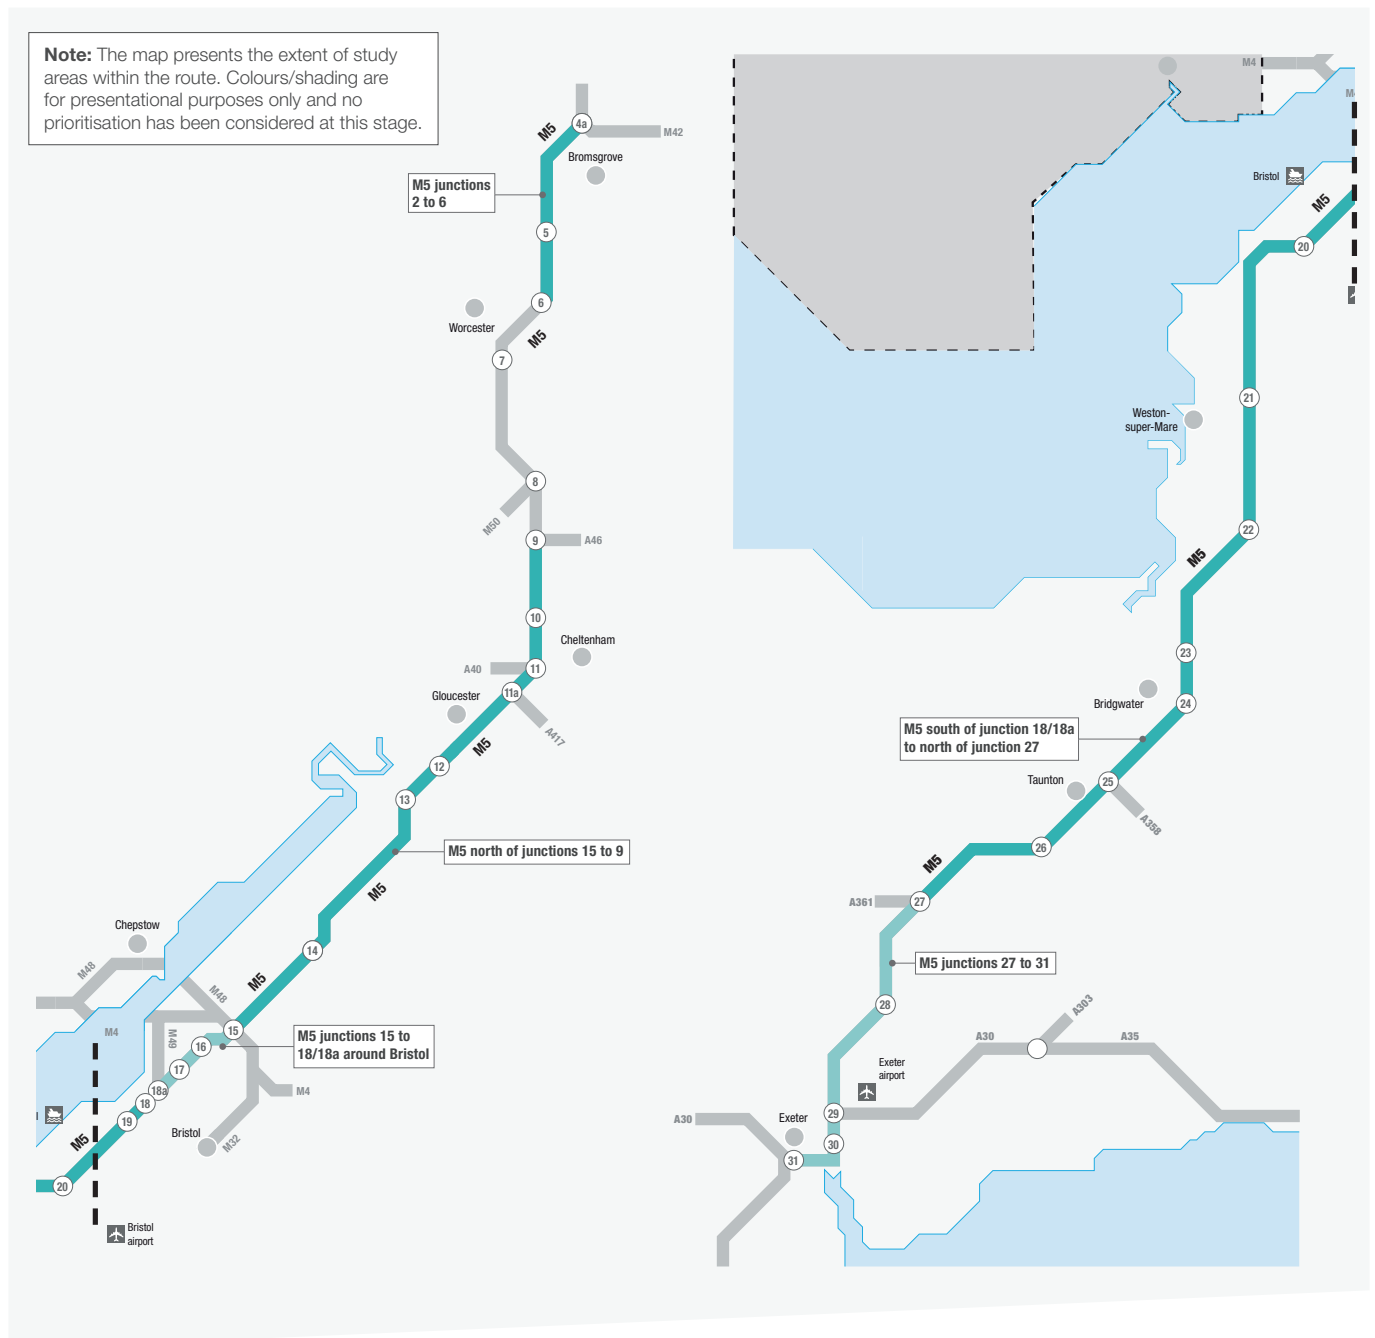 Note: The map presents the extent of study
areas within the route. Colours/shading are
for presentational purposes only and no
prioritisation has been considered at this stage.
M5
4a
M42
Bromsgrove
M5 junctions
2 to 6
5
6
Worcester
M5
7
8
M50
9
A46
10
Cheltenham
A40
11
11a
Gloucester
A417
M5
12
13
M5 north of junctions 15 to 9
M5
14
Chepstow
M48
M48
M5
M4
M49
15
M5 junctions 15 to
18/18a around Bristol
16
17
18a
18
M4
19
Bristol
M32
M5
20
Bristol
airport
M4
Bristol
M5
20
21
Weston-
super-Mare
22
M5
23
24
Bridgwater
M5 south of junction 18/18a
to north of junction 27
Taunton
25
A358
26
M5
A361
27
M5 junctions 27 to 31
28
A303
A30
A35
Exeter
airport
29
A30
Exeter
30
31